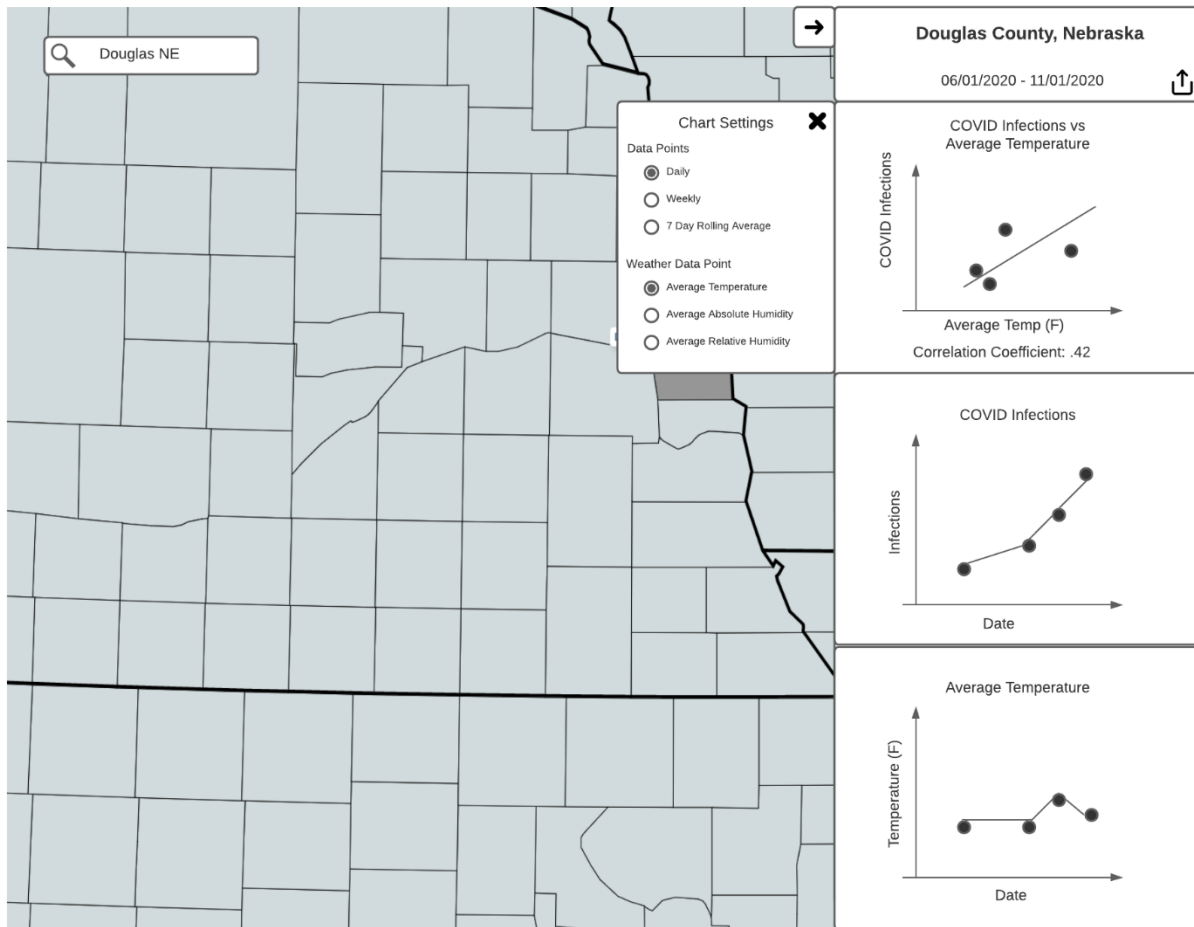 Douglas NE
Douglas County, Nebraska
06/01/2020 - 11/01/2020
Chart Settings
Data Points
Daily
Weekly
7 Day Rolling Average
Weather Data Point
Average Temperature
Average Absolute Humidity
Average Relative Humidity
COVID Infections vs
Average Temperature
COVID Infections
Average Temp (F)
Correlation Coefficient: .42
COVID Infections
Infections
Date
Average Temperature
Temperature (F)
Date